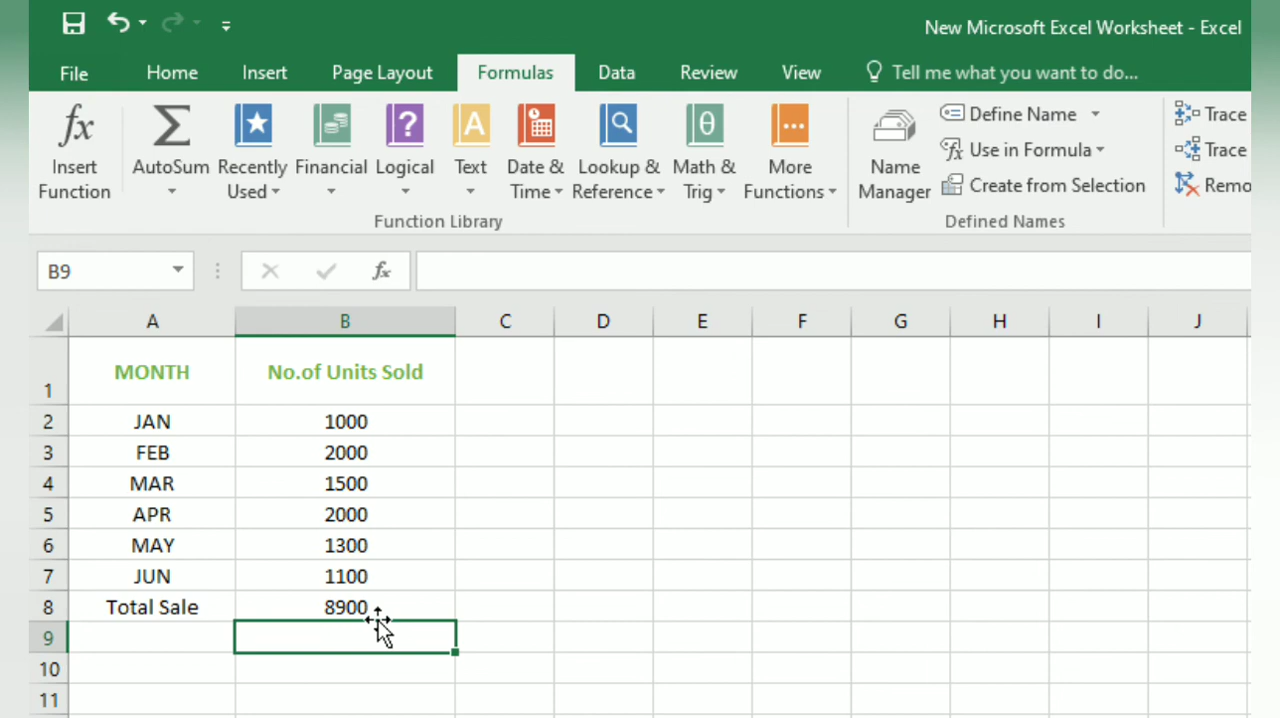 New Microsoft Excel Worksheet - Excel
File Home Insert Page Layout Formulas Data Review View Tell me what you want to do...
fx Σ ? A θ ... Define Name Trace
Insert AutoSum Recently Financial Logical Text Date & Lookup & Math & More Name Use in Formula Trace
Function Used Time Reference Trig Functions Manager Create from Selection Remo
Function Library Defined Names
B9 fx
A B C D E F G H I J
1 MONTH No.of Units Sold
2 JAN 1000
3 FEB 2000
4 MAR 1500
5 APR 2000
6 MAY 1300
7 JUN 1100
8 Total Sale 8900
9
10
11